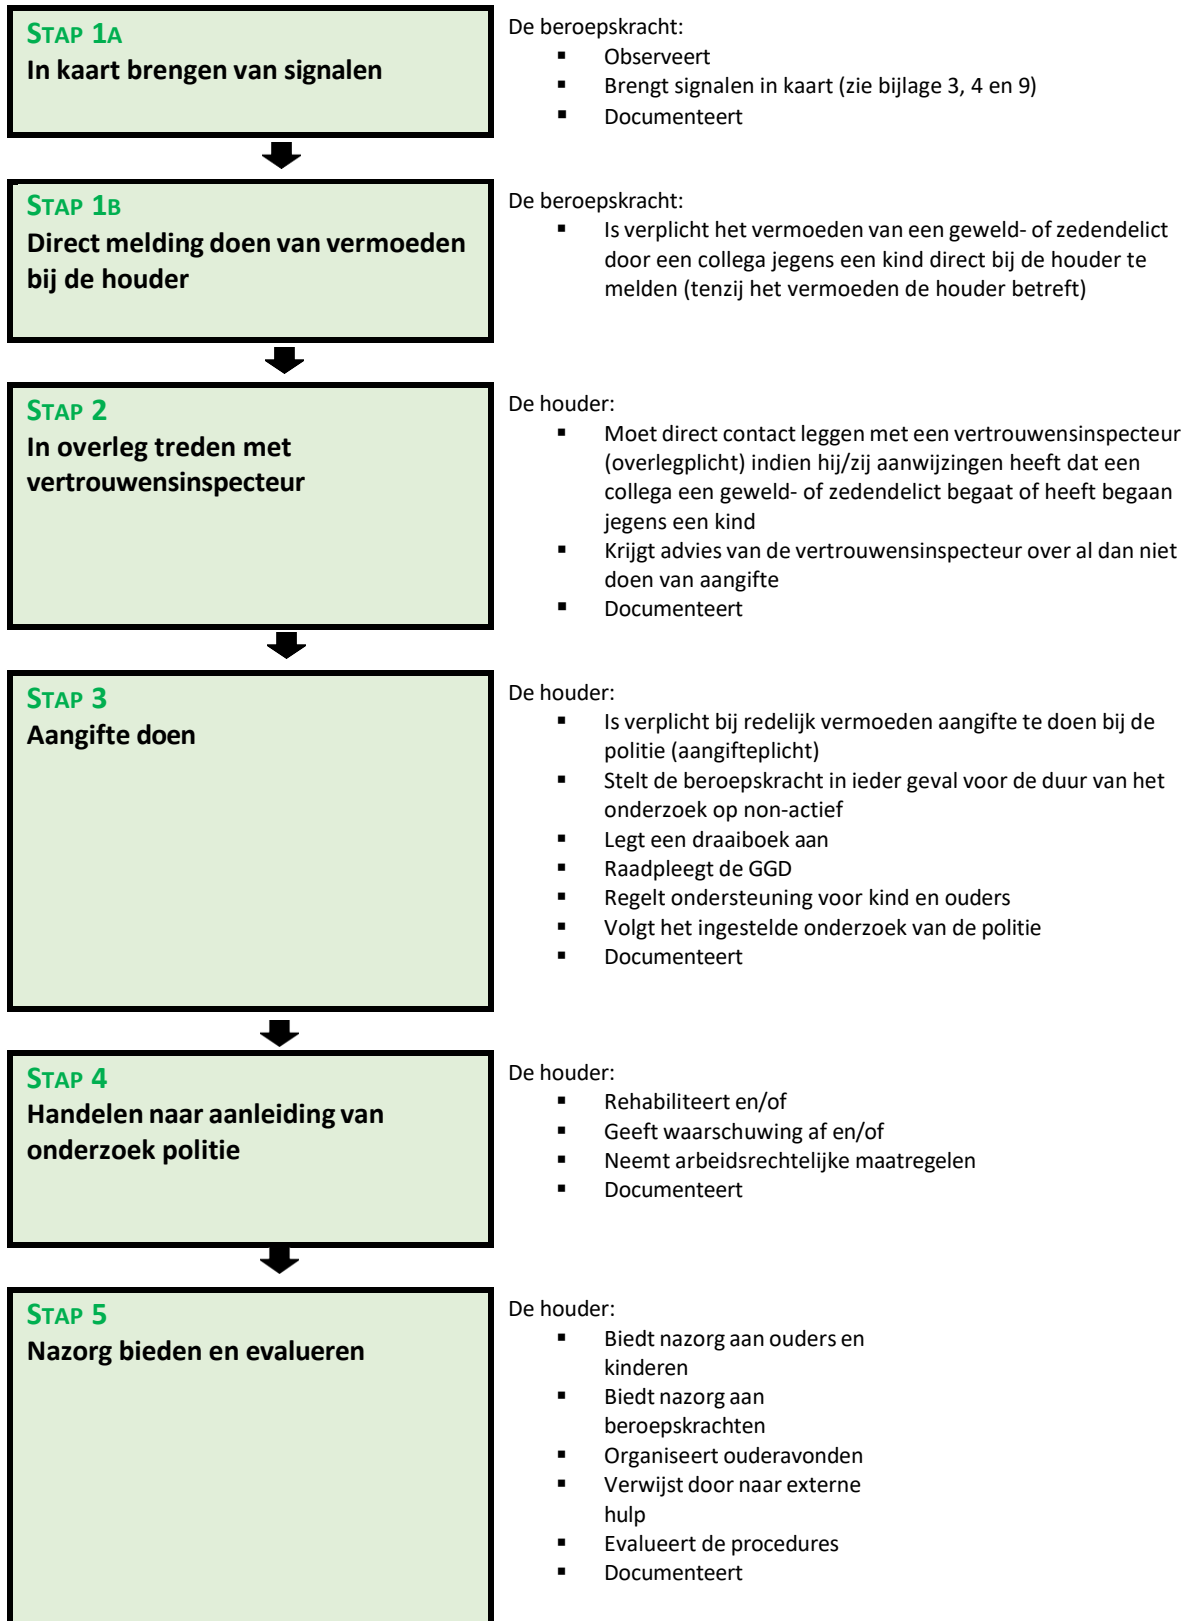 STAP 1A
In kaart brengen van signalen
De beroepskracht:
▪ Observeert
▪ Brengt signalen in kaart (zie bijlage 3, 4 en 9)
▪ Documenteert
STAP 1B
Direct melding doen van vermoeden
bij de houder
De beroepskracht:
▪ Is verplicht het vermoeden van een geweld- of zedendelict
door een collega jegens een kind direct bij de houder te
melden (tenzij het vermoeden de houder betreft)
STAP 2
In overleg treden met
vertrouwensinspecteur
De houder:
▪ Moet direct contact leggen met een vertrouwensinspecteur
(overlegplicht) indien hij/zij aanwijzingen heeft dat een
collega een geweld- of zedendelict begaat of heeft begaan
jegens een kind
▪ Krijgt advies van de vertrouwensinspecteur over al dan niet
doen van aangifte
▪ Documenteert
STAP 3
Aangifte doen
De houder:
▪ Is verplicht bij redelijk vermoeden aangifte te doen bij de
politie (aangifteplicht)
▪ Stelt de beroepskracht in ieder geval voor de duur van het
onderzoek op non-actief
▪ Legt een draaiboek aan
▪ Raadpleegt de GGD
▪ Regelt ondersteuning voor kind en ouders
▪ Volgt het ingestelde onderzoek van de politie
▪ Documenteert
STAP 4
Handelen naar aanleiding van
onderzoek politie
De houder:
▪ Rehabiliteert en/of
▪ Geeft waarschuwing af en/of
▪ Neemt arbeidsrechtelijke maatregelen
▪ Documenteert
STAP 5
Nazorg bieden en evalueren
De houder:
▪ Biedt nazorg aan ouders en
kinderen
▪ Biedt nazorg aan
beroepskrachten
▪ Organiseert ouderavonden
▪ Verwijst door naar externe
hulp
▪ Evalueert de procedures
▪ Documenteert